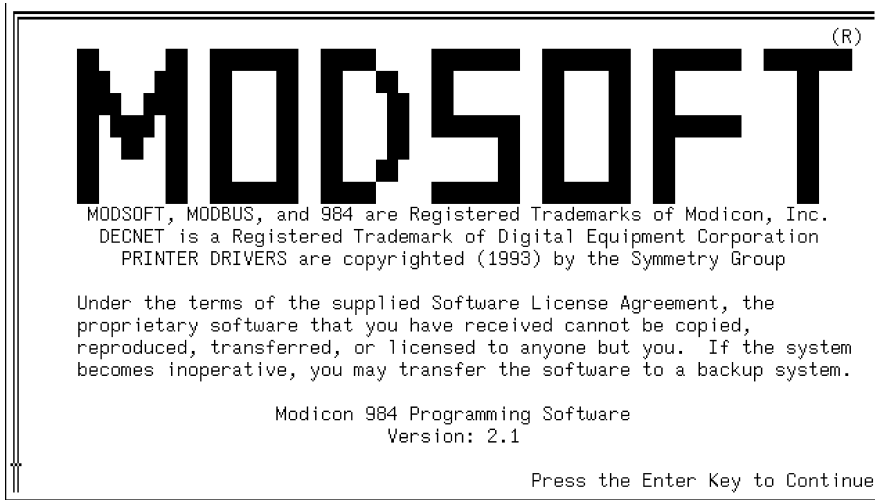 (R)
MODSOFT
MODSOFT, MODBUS, and 984 are Registered Trademarks of Modicon, Inc.
DECNET is a Registered Trademark of Digital Equipment Corporation
PRINTER DRIVERS are copyrighted (1993) by the Symmetry Group
Under the terms of the supplied Software License Agreement, the
proprietary software that you have received cannot be copied,
reproduced, transferred, or licensed to anyone but you. If the system
becomes inoperative, you may transfer the software to a backup system.
Modicon 984 Programming Software
Version: 2.1
Press the Enter Key to Continue